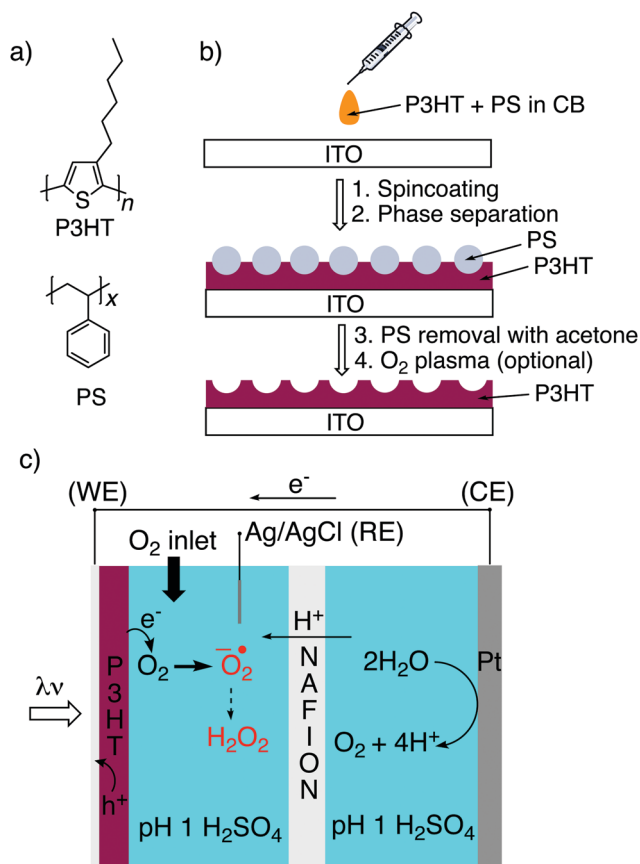 a)
S
n
P3HT
x
PS
b)
P3HT + PS in CB
ITO
1. Spincoating
2. Phase separation
PS
P3HT
ITO
3. PS removal with acetone
4. O₂ plasma (optional)
P3HT
ITO
c)
(WE)
e⁻
(CE)
O₂ inlet
Ag/AgCl (RE)
e⁻
O₂
⁻O₂•
H₂O₂
λν
P3HT
h⁺
pH 1 H₂SO₄
H⁺
NAFION
2H₂O
O₂ + 4H⁺
Pt
pH 1 H₂SO₄